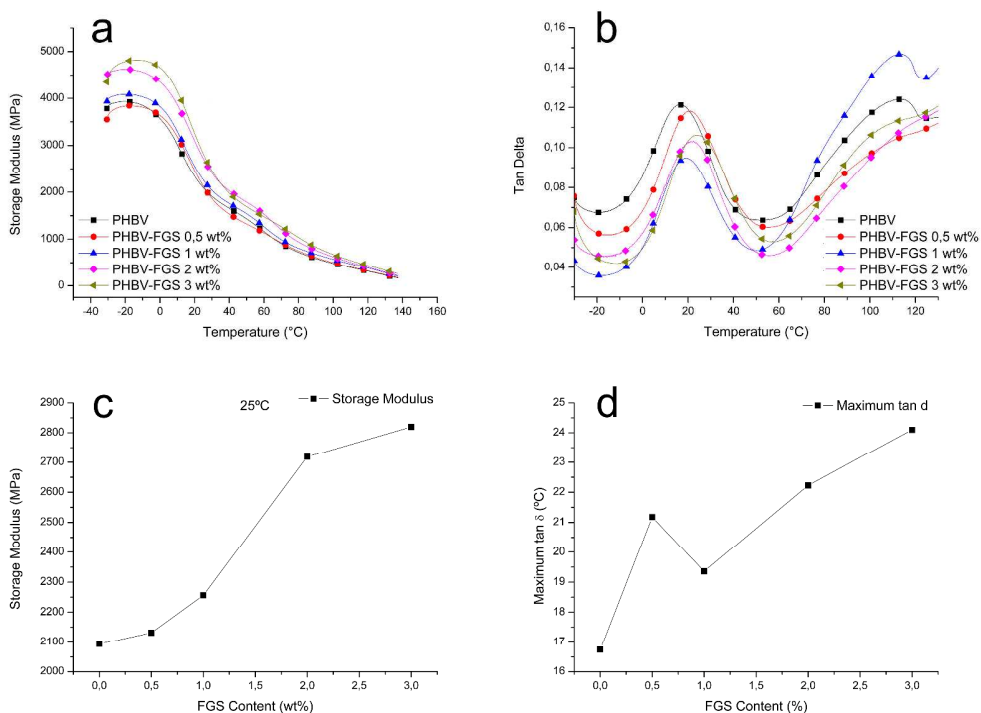 a
5000
4000
3000
2000
1000
0
Storage Modulus (MPa)
PHBV
PHBV-FGS 0,5 wt%
PHBV-FGS 1 wt%
PHBV-FGS 2 wt%
PHBV-FGS 3 wt%
-40 -20 0 20 40 60 80 100 120 140 160
Temperature (°C)
b
0,16
0,14
0,12
0,10
0,08
0,06
0,04
Tan Delta
PHBV
PHBV-FGS 0,5 wt%
PHBV-FGS 1 wt%
PHBV-FGS 2 wt%
PHBV-FGS 3 wt%
-20 0 20 40 60 80 100 120
Temperature (°C)
c
25ºC
Storage Modulus
2900
2800
2700
2600
2500
2400
2300
2200
2100
2000
Storage Modulus (MPa)
0,0 0,5 1,0 1,5 2,0 2,5 3,0
FGS Content (wt%)
d
Maximum tan d
25
24
23
22
21
20
19
18
17
16
Maximum tan δ (ºC)
0,0 0,5 1,0 1,5 2,0 2,5 3,0
FGS Content (%)